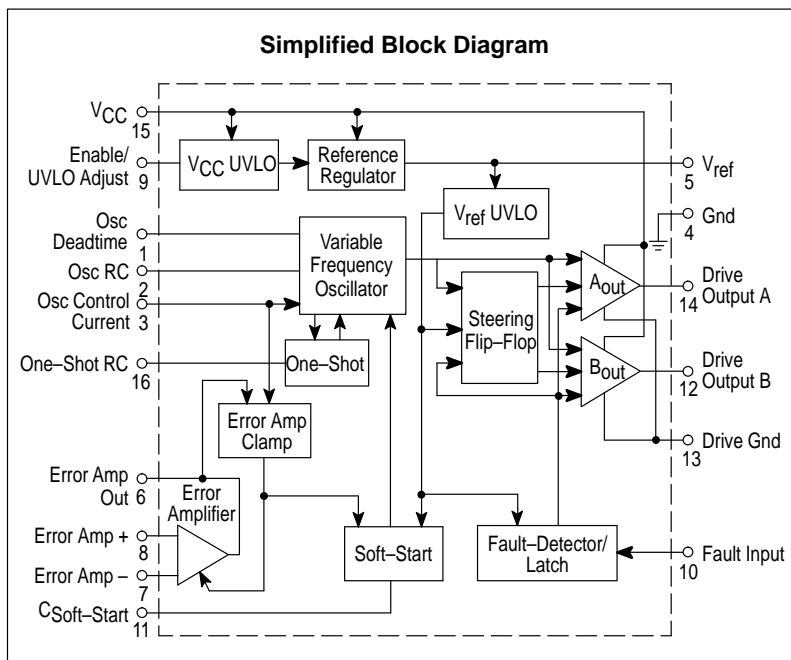 Simplified Block Diagram
VCC
15
Enable/
UVLO Adjust
9
VCC UVLO
Reference
Regulator
Vref
5
Vref UVLO
Gnd
4
Osc
Deadtime
1
Osc RC
2
Osc Control
Current
3
Variable
Frequency
Oscillator
Aout
Drive
Output A
14
Steering
Flip–Flop
One–Shot RC
16
One–Shot
Bout
Drive
Output B
12
Error Amp
Clamp
Drive Gnd
13
Error Amp
Out
6
Error
Amplifier
Error Amp +
8
Error Amp –
7
Soft–Start
Fault–Detector/
Latch
Fault Input
10
CSoft–Start
11